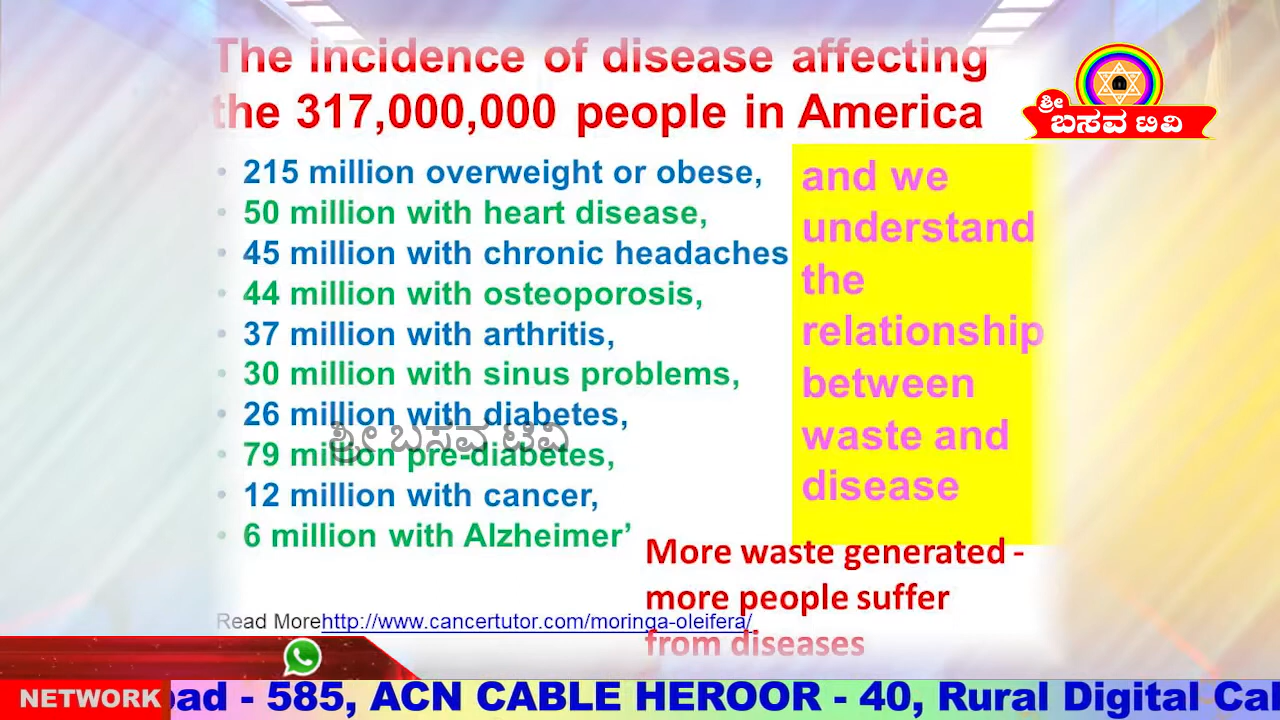 The incidence of disease affecting
the 317,000,000 people in America
ಶ್ರೀ
ಬಸವ ಟಿವಿ
215 million overweight or obese,
50 million with heart disease,
45 million with chronic headaches
44 million with osteoporosis,
37 million with arthritis,
30 million with sinus problems,
26 million with diabetes,
79 million pre-diabetes,
12 million with cancer,
6 million with Alzheimer’
ಶ್ರೀ ಬಸವ ಟಿವಿ
and we
understand
the
relationship
between
waste and
disease
More waste generated -
more people suffer
from diseases
Read Morehttp://www.cancertutor.com/moringa-oleifera/
NETWORK
oad - 585, ACN CABLE HEROOR - 40, Rural Digital Cal